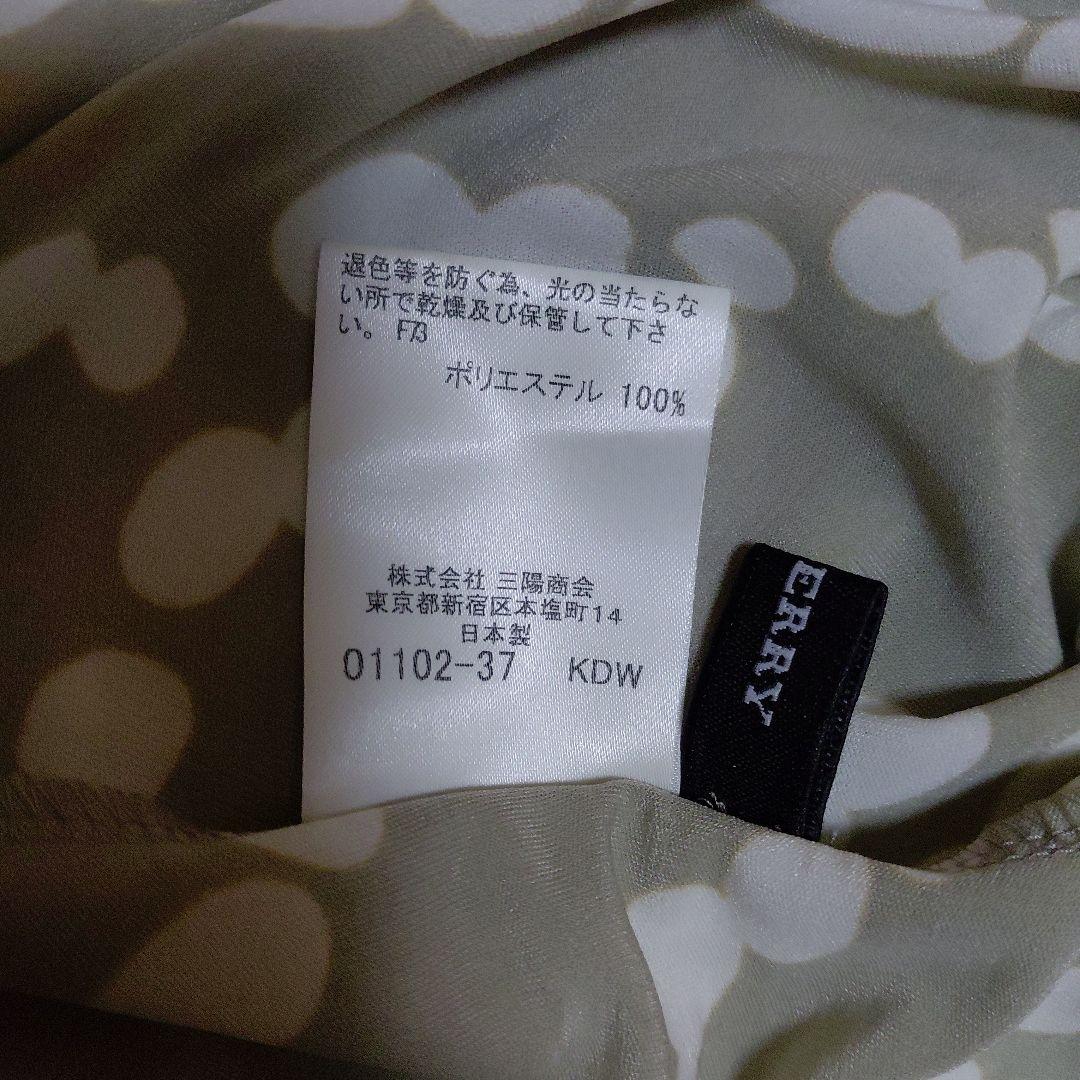 退色等を防ぐ為、光の当たらな
い所で乾燥及び保管して下さ
い。 F73
ポリエステル 100%
株式会社 三陽商会
東京都新宿区本塩町14
日本製
01102-37 KDW
ERRY